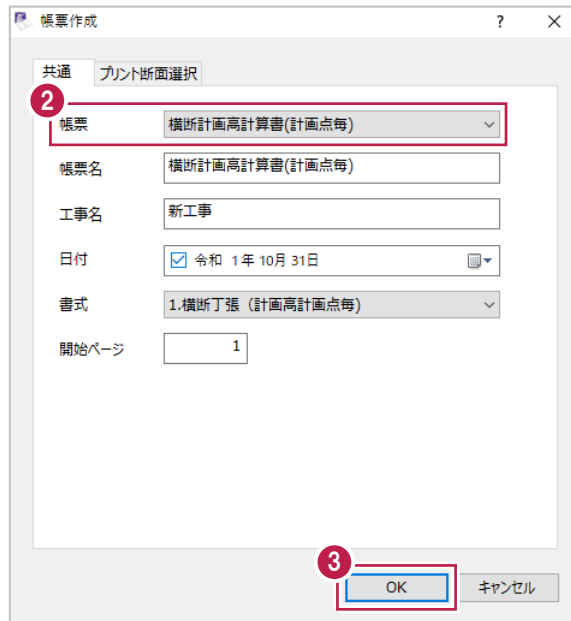 帳票作成
? ×
共通 プリント断面選択
2
帳票 横断計画高計算書(計画点毎)
帳票名 横断計画高計算書(計画点毎)
工事名 新工事
日付 令和 1年 10月 31日
書式 1.横断丁張（計画高計画点毎)
開始ページ 1
3
OK キャンセル